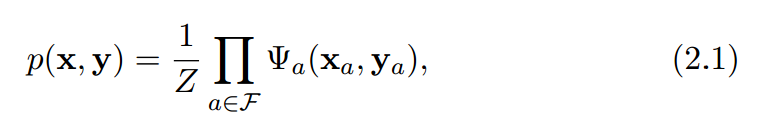 p(x, y) = 1/Z ∏_{a∈F} Ψ_a(x_a, y_a), (2.1)